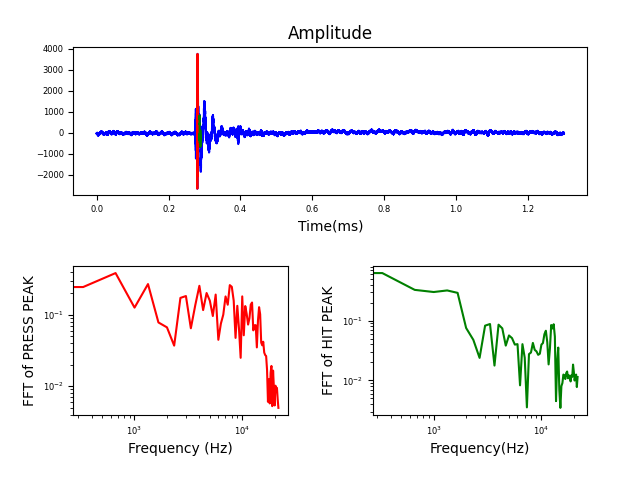 Amplitude
4000
3000
2000
1000
0
−1000
−2000
0.0 0.2 0.4 0.6 0.8 1.0 1.2
Time(ms)
FFT of PRESS PEAK
10⁻¹
10⁻²
10³ 10⁴
Frequency (Hz)
FFT of HIT PEAK
10⁻¹
10⁻²
10³ 10⁴
Frequency(Hz)